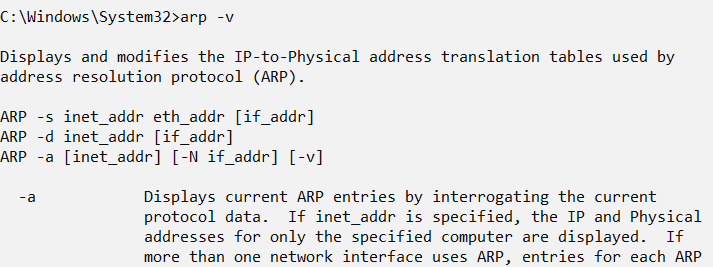 C:\Windows\System32>arp -v
Displays and modifies the IP-to-Physical address translation tables used by
address resolution protocol (ARP).
ARP -s inet_addr eth_addr [if_addr]
ARP -d inet_addr [if_addr]
ARP -a [inet_addr] [-N if_addr] [-v]
-a Displays current ARP entries by interrogating the current
protocol data. If inet_addr is specified, the IP and Physical
addresses for only the specified computer are displayed. If
more than one network interface uses ARP, entries for each ARP